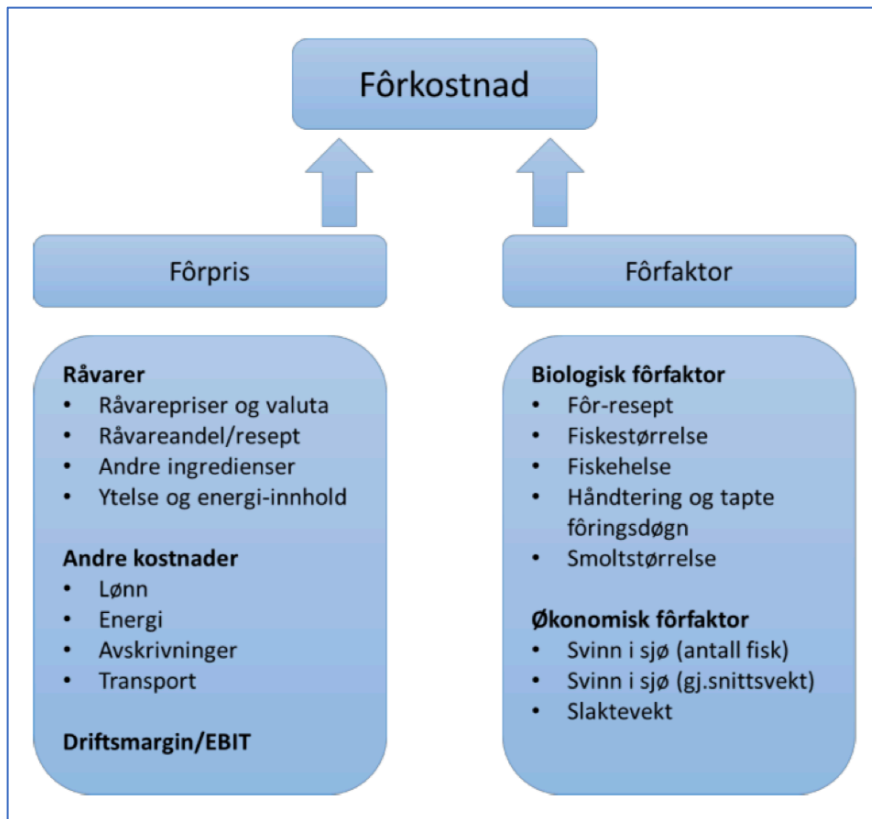 Fôrkostnad
Fôrpris
Råvarer
• Råvarepriser og valuta
• Råvareandel/resept
• Andre ingredienser
• Ytelse og energi-innhold
Andre kostnader
• Lønn
• Energi
• Avskrivninger
• Transport
Driftsmargin/EBIT
Fôrfaktor
Biologisk fôrfaktor
• Fôr-resept
• Fiskestørrelse
• Fiskehelse
• Håndtering og tapte
fôringsdøgn
• Smoltstørrelse
Økonomisk fôrfaktor
• Svinn i sjø (antall fisk)
• Svinn i sjø (gj.snittsvekt)
• Slaktevekt